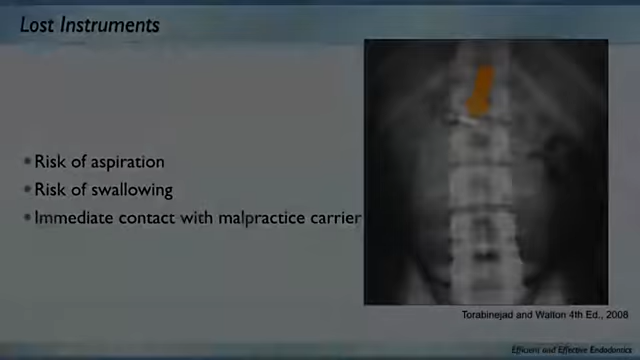 Lost Instruments
Risk of aspiration
Risk of swallowing
Immediate contact with malpractice carrier
Torabinejad and Walton 4th Ed., 2008
Efficient and Effective Endodontics